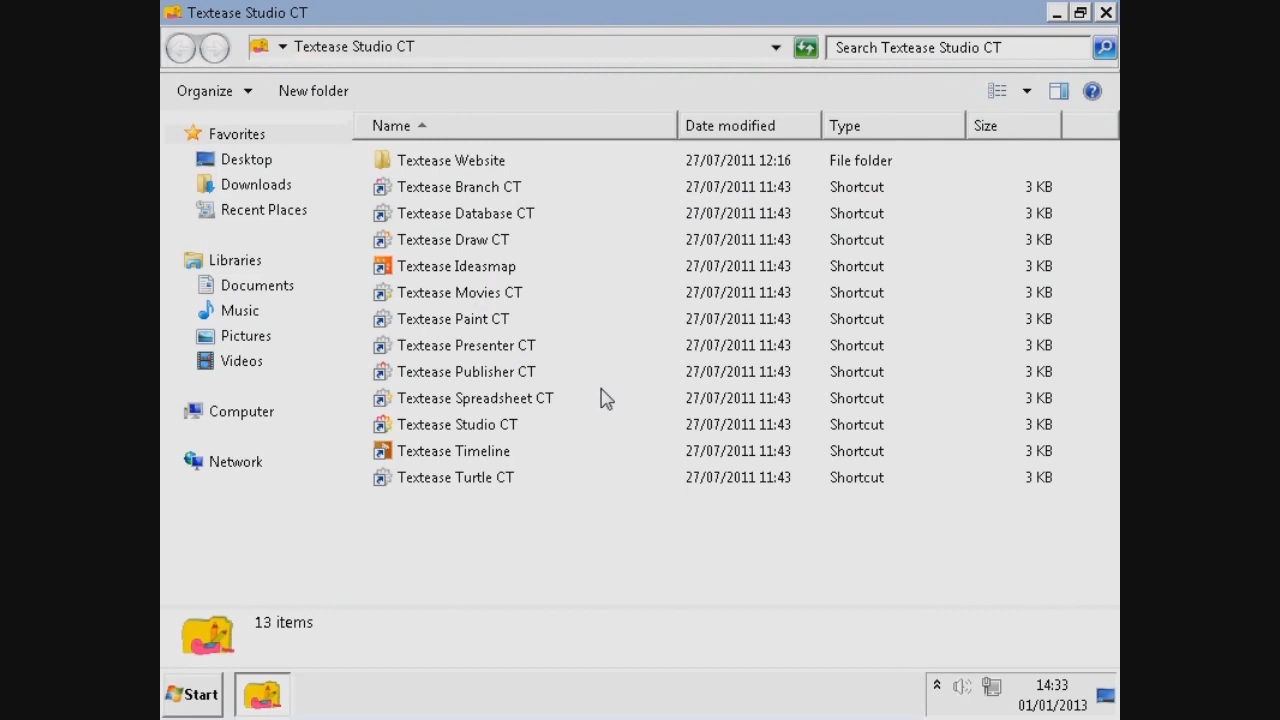 Textease Studio CT
Textease Studio CT
Search Textease Studio CT
Organize
New folder
Name
Date modified
Type
Size
Favorites
Desktop
Downloads
Recent Places
Libraries
Documents
Music
Pictures
Videos
Computer
Network
Textease Website 27/07/2011 12:16 File folder
Textease Branch CT 27/07/2011 11:43 Shortcut 3 KB
Textease Database CT 27/07/2011 11:43 Shortcut 3 KB
Textease Draw CT 27/07/2011 11:43 Shortcut 3 KB
Textease Ideasmap 27/07/2011 11:43 Shortcut 3 KB
Textease Movies CT 27/07/2011 11:43 Shortcut 3 KB
Textease Paint CT 27/07/2011 11:43 Shortcut 3 KB
Textease Presenter CT 27/07/2011 11:43 Shortcut 3 KB
Textease Publisher CT 27/07/2011 11:43 Shortcut 3 KB
Textease Spreadsheet CT 27/07/2011 11:43 Shortcut 3 KB
Textease Studio CT 27/07/2011 11:43 Shortcut 3 KB
Textease Timeline 27/07/2011 11:43 Shortcut 3 KB
Textease Turtle CT 27/07/2011 11:43 Shortcut 3 KB
13 items
Start
14:33
01/01/2013